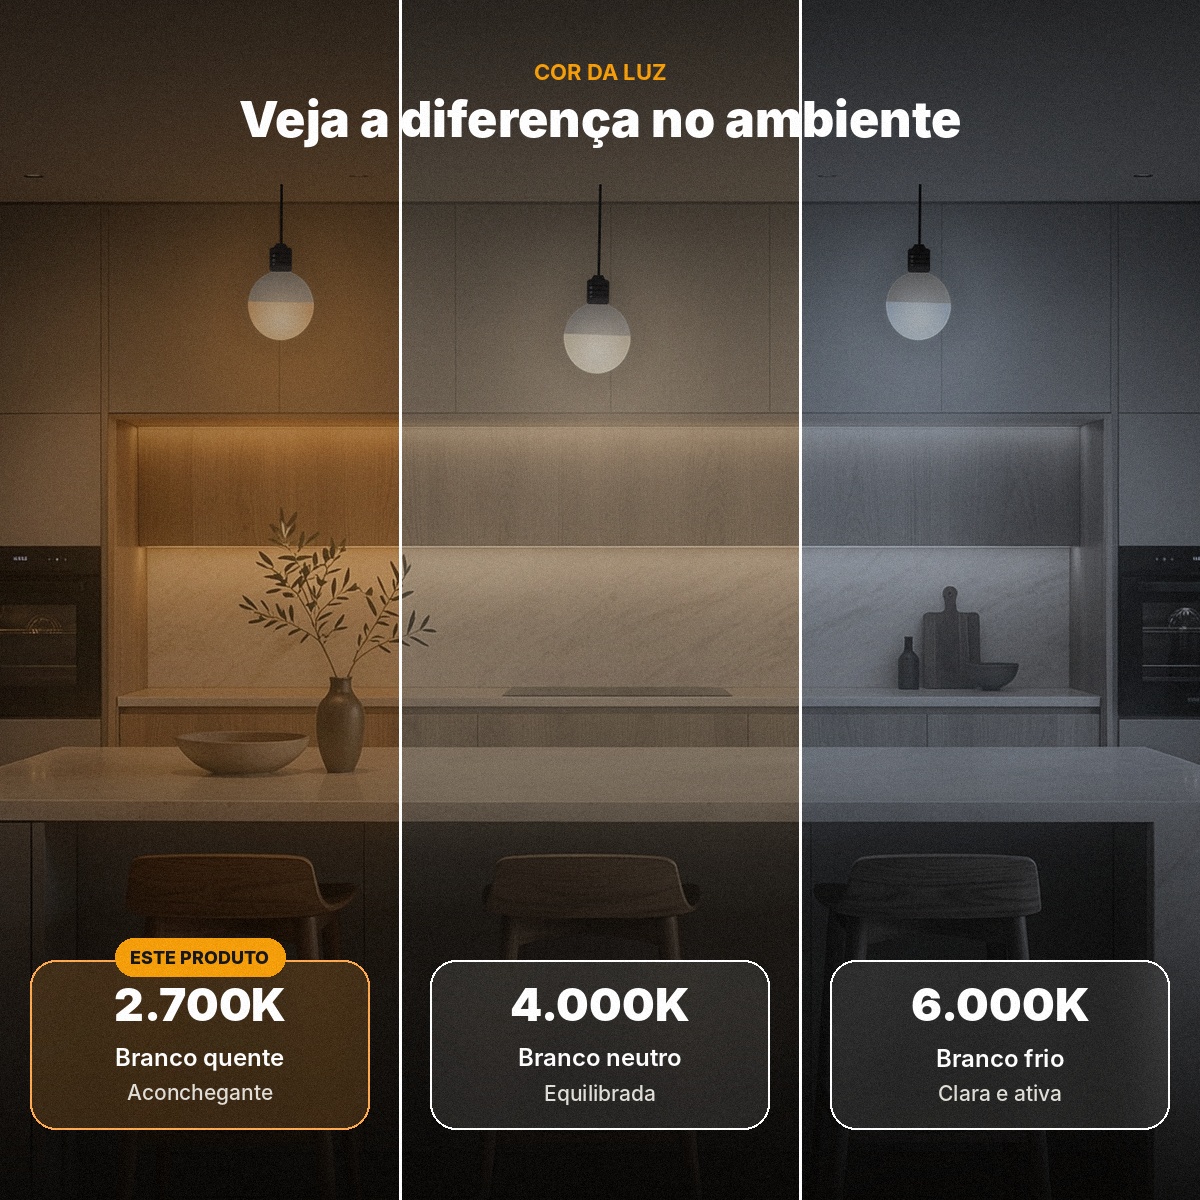 COR DA LUZ
Veja a diferença no ambiente
ESTE PRODUTO
2.700K
Branco quente
Aconchegante
4.000K
Branco neutro
Equilibrada
6.000K
Branco frio
Clara e ativa